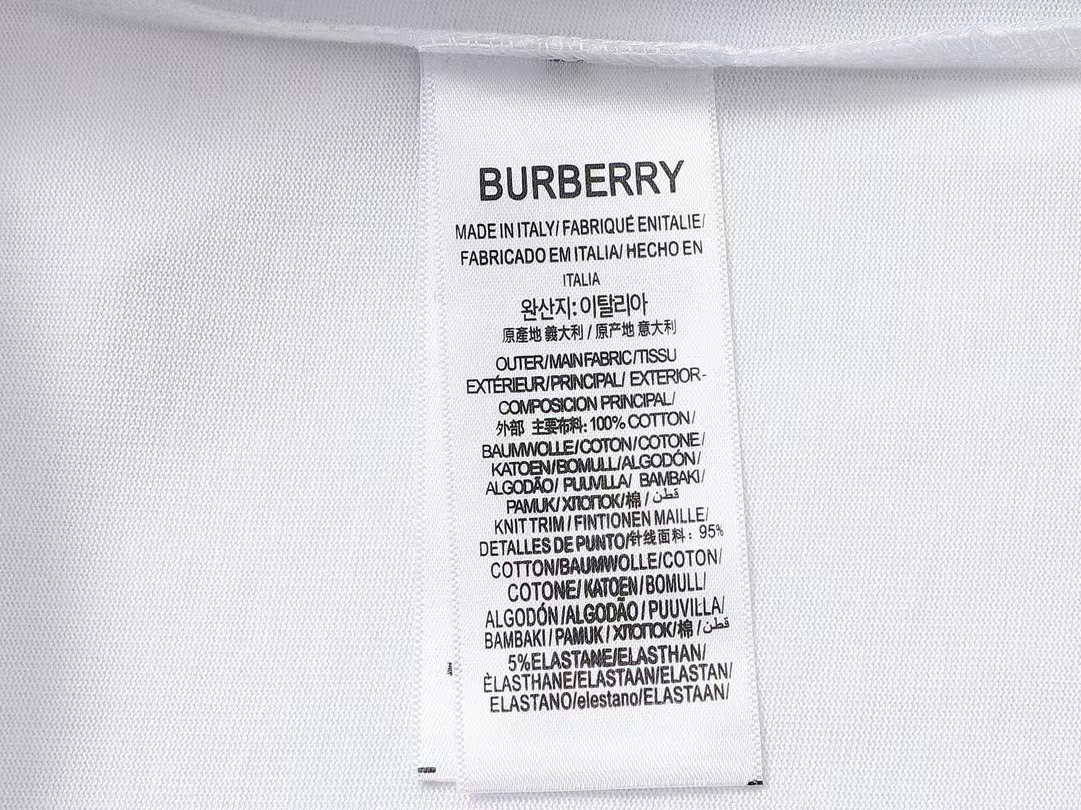 BURBERRY
MADE IN ITALY/ FABRIQUÉ ENITALIE/
FABRICADO EM ITALIA/ HECHO EN
ITALIA
완산지: 이탈리아
原產地 義大利 / 原产地 意大利
OUTER/MAIN FABRIC/TISSU
EXTÉRIEUR/PRINCIPAL/ EXTERIOR-
COMPOSICION PRINCIPAL/
外部 主要布料: 100% COTTON/
BAUMWOLLE/COTON/COTONE/
KATOEN/BOMULL/ALGODÓN/
ALGODÃO/ PUUVILLA/ BAMBAKI/
PAMUK/ХЛОПОК/棉 / قطن
KNIT TRIM / FINTIONEN MAILLE/
DETALLES DE PUNTO/针线面料: 95%
COTTON/BAUMWOLLE/COTON/
COTONE/ KATOEN/BOMULL/
ALGODÓN /ALGODÃO / PUUVILLA/
BAMBAKI / PAMUK / ХЛОПОК/棉 / قطن
5%ELASTANE/ELASTHAN/
ÈLASTHANE/ELASTAAN/ELASTAN/
ELASTANO/elestano/ELASTAAN/